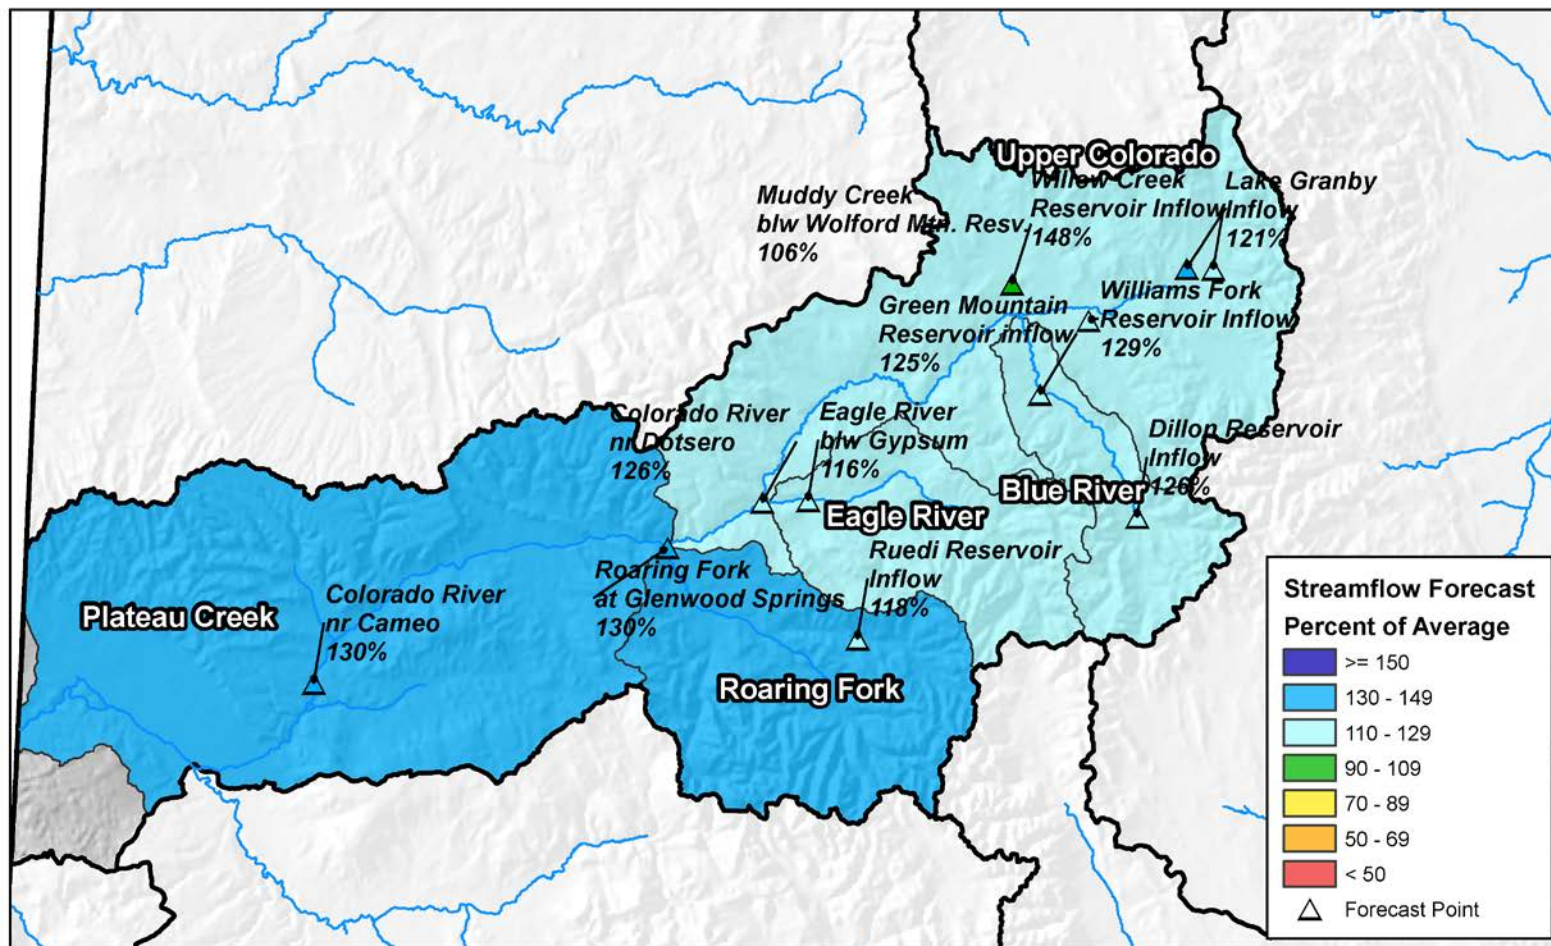 Upper Colorado
Muddy Creek
blw Wolford Mtn. Resv.
106%
Willow Creek
Reservoir Inflow
148%
Lake Granby
Inflow
121%
Green Mountain
Reservoir inflow
125%
Williams Fork
Reservoir Inflow
129%
Colorado River
nr Dotsero
126%
Eagle River
blw Gypsum
116%
Dillon Reservoir
Inflow
126%
Blue River
Eagle River
Ruedi Reservoir
Inflow
118%
Roaring Fork
at Glenwood Springs
130%
Colorado River
nr Cameo
130%
Plateau Creek
Roaring Fork
Streamflow Forecast
Percent of Average
>= 150
130 - 149
110 - 129
90 - 109
70 - 89
50 - 69
< 50
Forecast Point